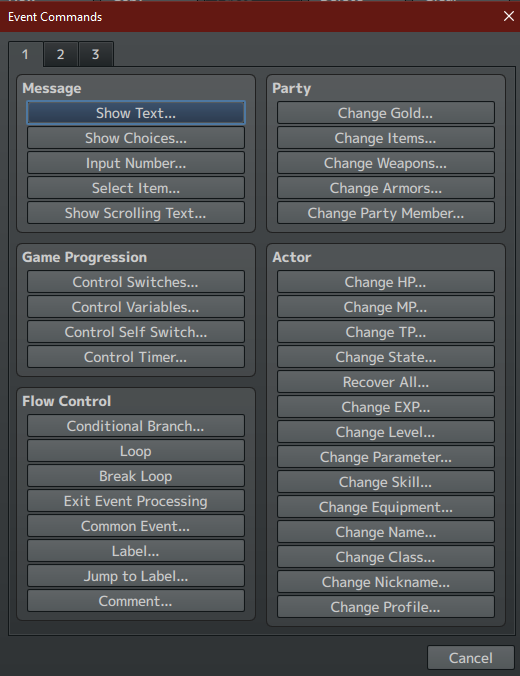 Event Commands
1
2
3
Message
Show Text...
Show Choices...
Input Number...
Select Item...
Show Scrolling Text...
Game Progression
Control Switches...
Control Variables...
Control Self Switch...
Control Timer...
Flow Control
Conditional Branch...
Loop
Break Loop
Exit Event Processing
Common Event...
Label...
Jump to Label...
Comment...
Party
Change Gold...
Change Items...
Change Weapons...
Change Armors...
Change Party Member...
Actor
Change HP...
Change MP...
Change TP...
Change State...
Recover All...
Change EXP...
Change Level...
Change Parameter...
Change Skill...
Change Equipment...
Change Name...
Change Class...
Change Nickname...
Change Profile...
Cancel